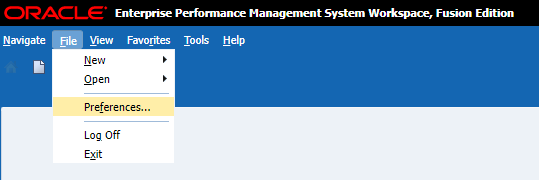 ORACLE Enterprise Performance Management System Workspace, Fusion Edition
Navigate File View Favorites Tools Help
New
Open
Preferences...
Log Off
Exit